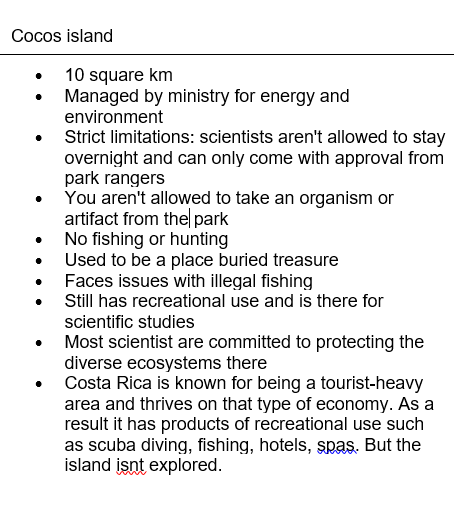 Cocos island
• 10 square km
• Managed by ministry for energy and
environment
• Strict limitations: scientists aren't allowed to stay
overnight and can only come with approval from
park rangers
• You aren't allowed to take an organism or
artifact from the park
• No fishing or hunting
• Used to be a place buried treasure
• Faces issues with illegal fishing
• Still has recreational use and is there for
scientific studies
• Most scientist are committed to protecting the
diverse ecosystems there
• Costa Rica is known for being a tourist-heavy
area and thrives on that type of economy. As a
result it has products of recreational use such
as scuba diving, fishing, hotels, spas. But the
island isnt explored.